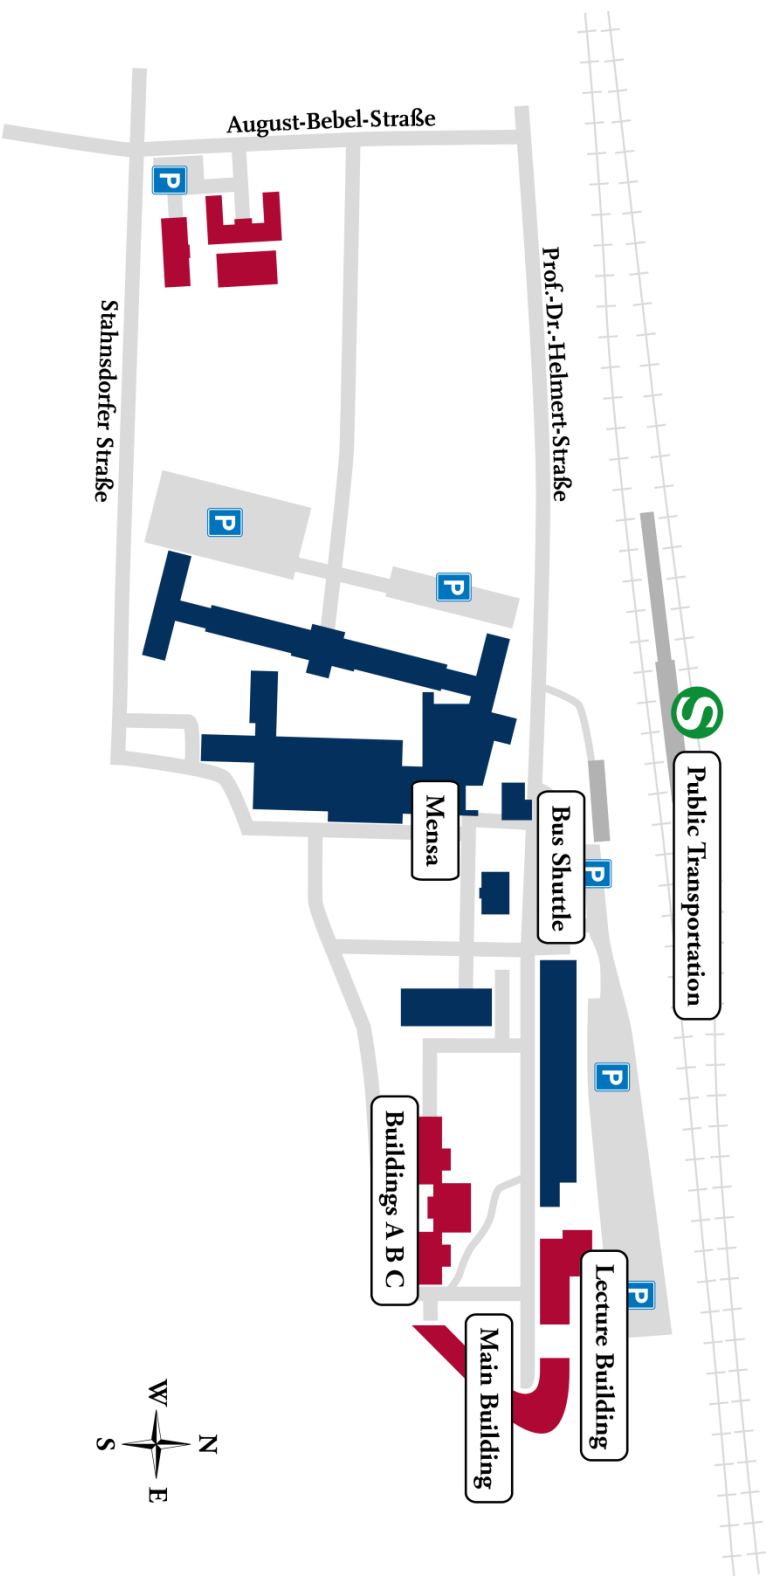 August-Bebel-Straße
P
Prof.-Dr.-Helmert-Straße
Stahnsdorfer Straße
P
P
S
Public Transportation
Mensa
Bus Shuttle
P
P
Buildings A B C
Lecture Building
P
Main Building
W
N
S
E